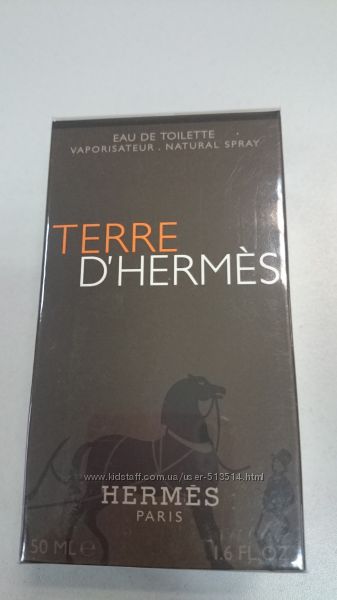 EAU DE TOILETTE
VAPORISATEUR . NATURAL SPRAY
TERRE
D'HERMÈS
www.kidstaff.com.ua/user-513514.html
HERMÈS
PARIS
50 ML e 1.6 FL.OZ.